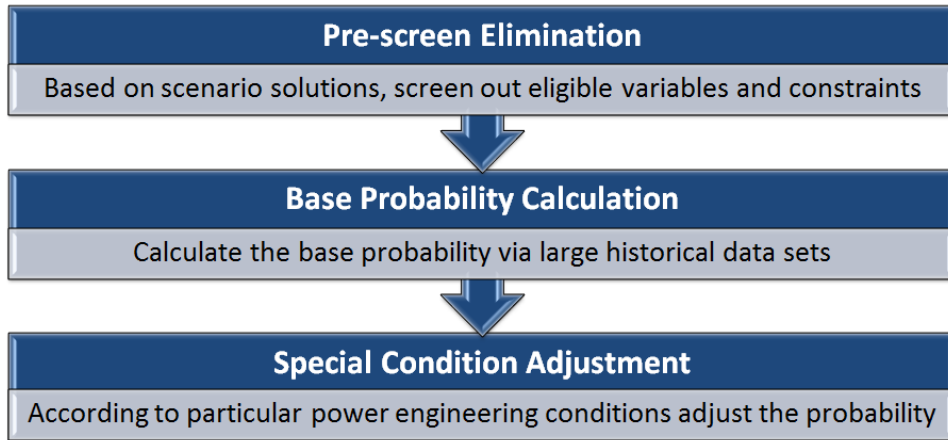 Pre-screen Elimination
Based on scenario solutions, screen out eligible variables and constraints
Base Probability Calculation
Calculate the base probability via large historical data sets
Special Condition Adjustment
According to particular power engineering conditions adjust the probability